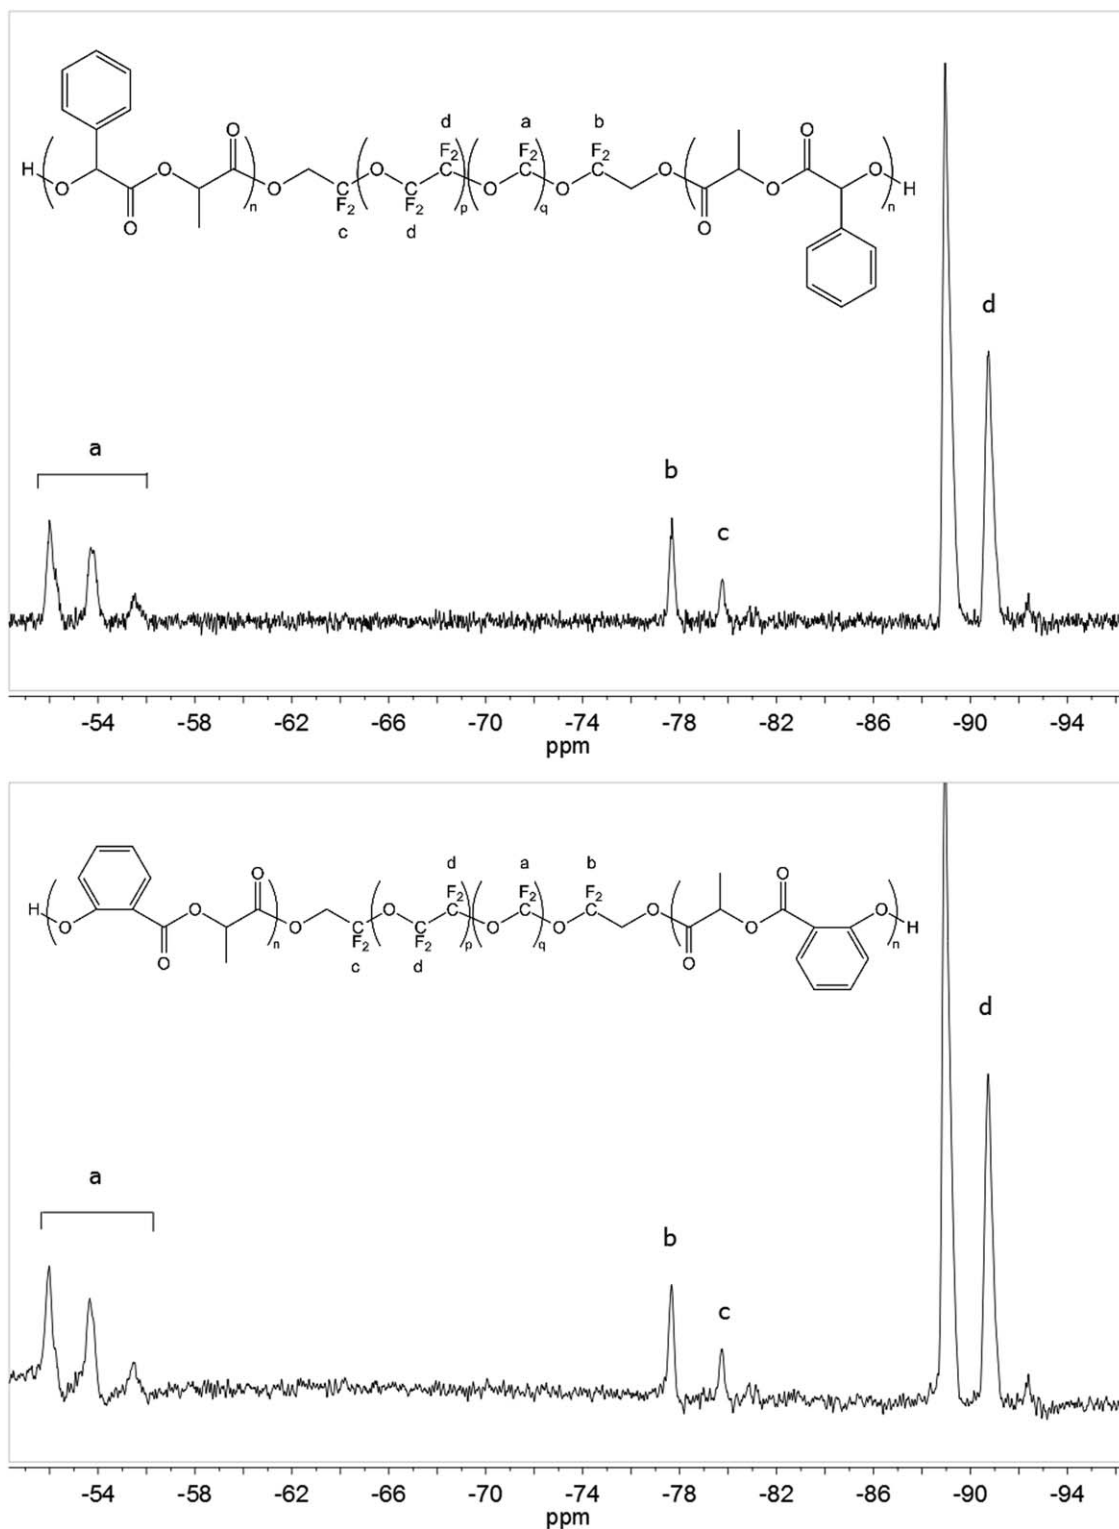 d a b
O O F2 F2 F2 O O
H O O O O O O O O H
O n F2 F2 p q O n
c d
a
b
c
d
-54 -58 -62 -66 -70 -74 -78 -82 -86 -90 -94
ppm
d a b
O F2 F2 F2 O
H O O O O O O O O O H
O n F2 F2 p q O n
c d
a
b
c
d
-54 -58 -62 -66 -70 -74 -78 -82 -86 -90 -94
ppm